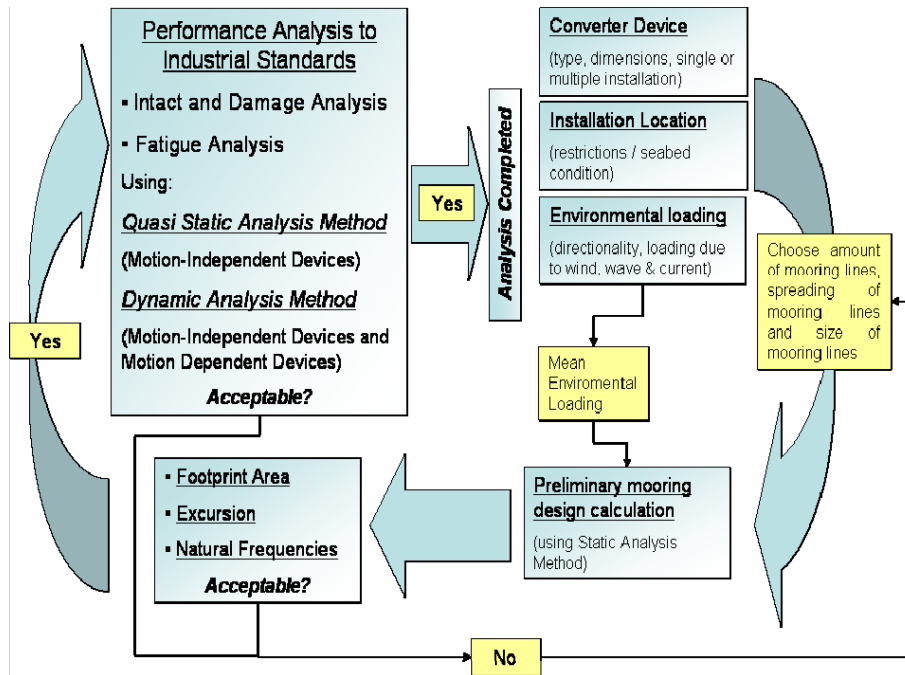 Performance Analysis to
Industrial Standards
▪ Intact and Damage Analysis
▪ Fatigue Analysis
Using:
Quasi Static Analysis Method
(Motion-Independent Devices)
Dynamic Analysis Method
(Motion-Independent Devices and
Motion Dependent Devices)
Acceptable?
Yes
Analysis Completed
Converter Device
(type, dimensions, single or
multiple installation)
Installation Location
(restrictions / seabed
condition)
Environmental loading
(directionality, loading due
to wind, wave & current)
Choose amount
of mooring lines,
spreading of
mooring lines
and size of
mooring lines
Mean
Enviromental
Loading
Preliminary mooring
design calculation
(using Static Analysis
Method)
▪ Footprint Area
▪ Excursion
▪ Natural Frequencies
Acceptable?
Yes
No